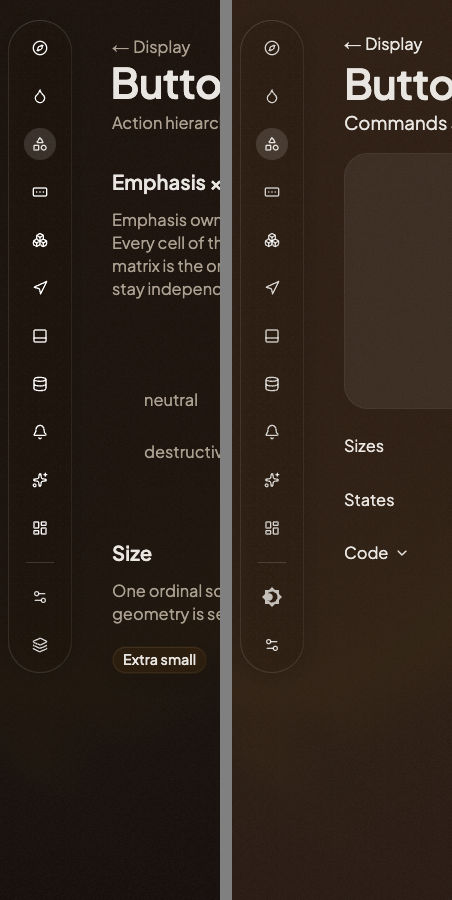 ← Display
Butto
Action hierarc
Emphasis ×
Emphasis own
Every cell of th
matrix is the or
stay independ
neutral
destructiv
Size
One ordinal sc
geometry is se
Extra small
← Display
Butto
Commands
Sizes
States
Code